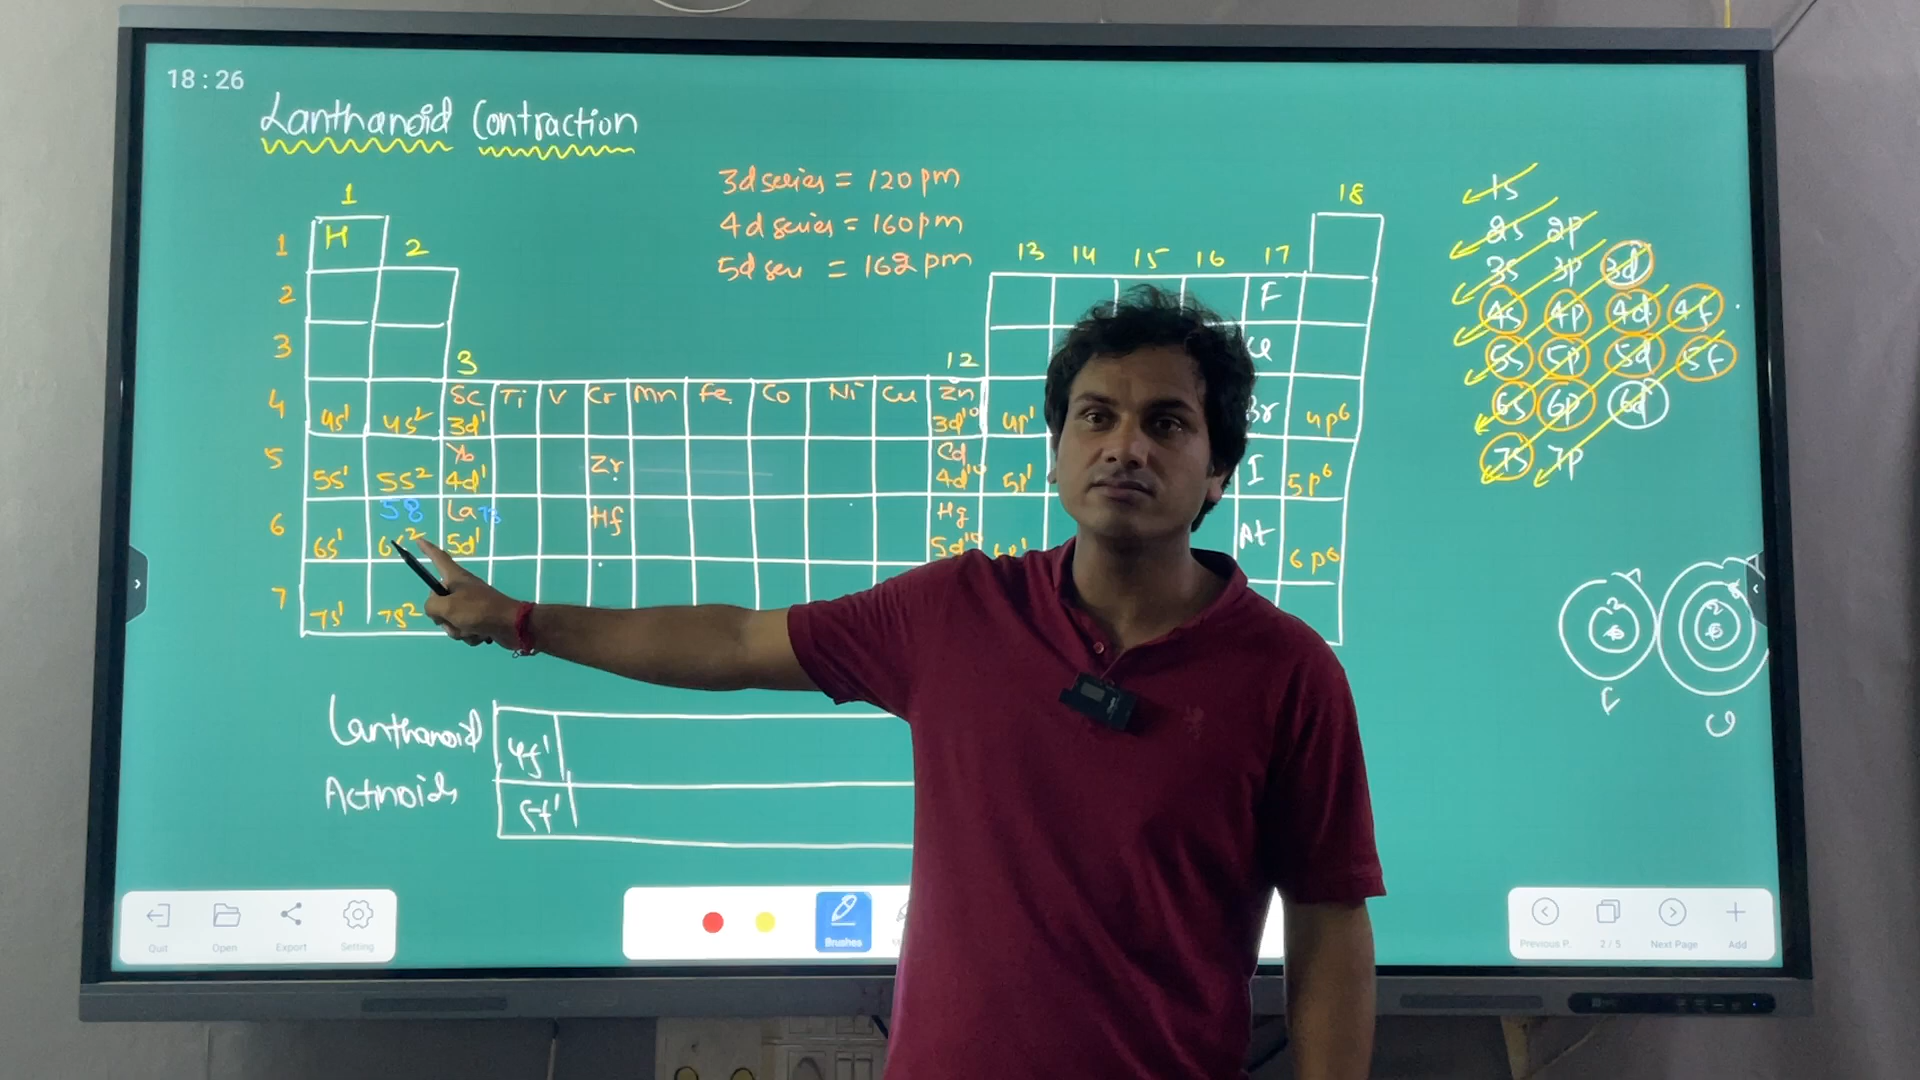 18:26
Lanthanoid Contraction
3d series = 120 pm
4d series = 160 pm
5d seri = 162 pm
1
18
1 H 2
13 14 15 16 17
2 F
3
3 12
4 4s¹ 4s² Sc 3d¹ Ti V Cr Mn Fe Co Ni Cu Zn 3d¹⁰ 4p¹ Br 4p⁶
5 5s¹ 5s² 4d¹ Zr Cd 4d¹⁰ 5p¹ I 5p⁶
6 6s¹ 58 6s² La 5d¹ Hf Hg 5d¹⁰ 6p¹ At 6p⁶
7 7s¹ 7s²
Lanthanoid 4f¹
Actnoids 5f¹
1s
2s 2p
3s 3p 3d
4s 4p 4d 4f
5s 5p 5d 5f
6s 6p 6d
7s 7p
Quit Open Export Setting
Brushes
Previous P. 2/5 Next Page Add